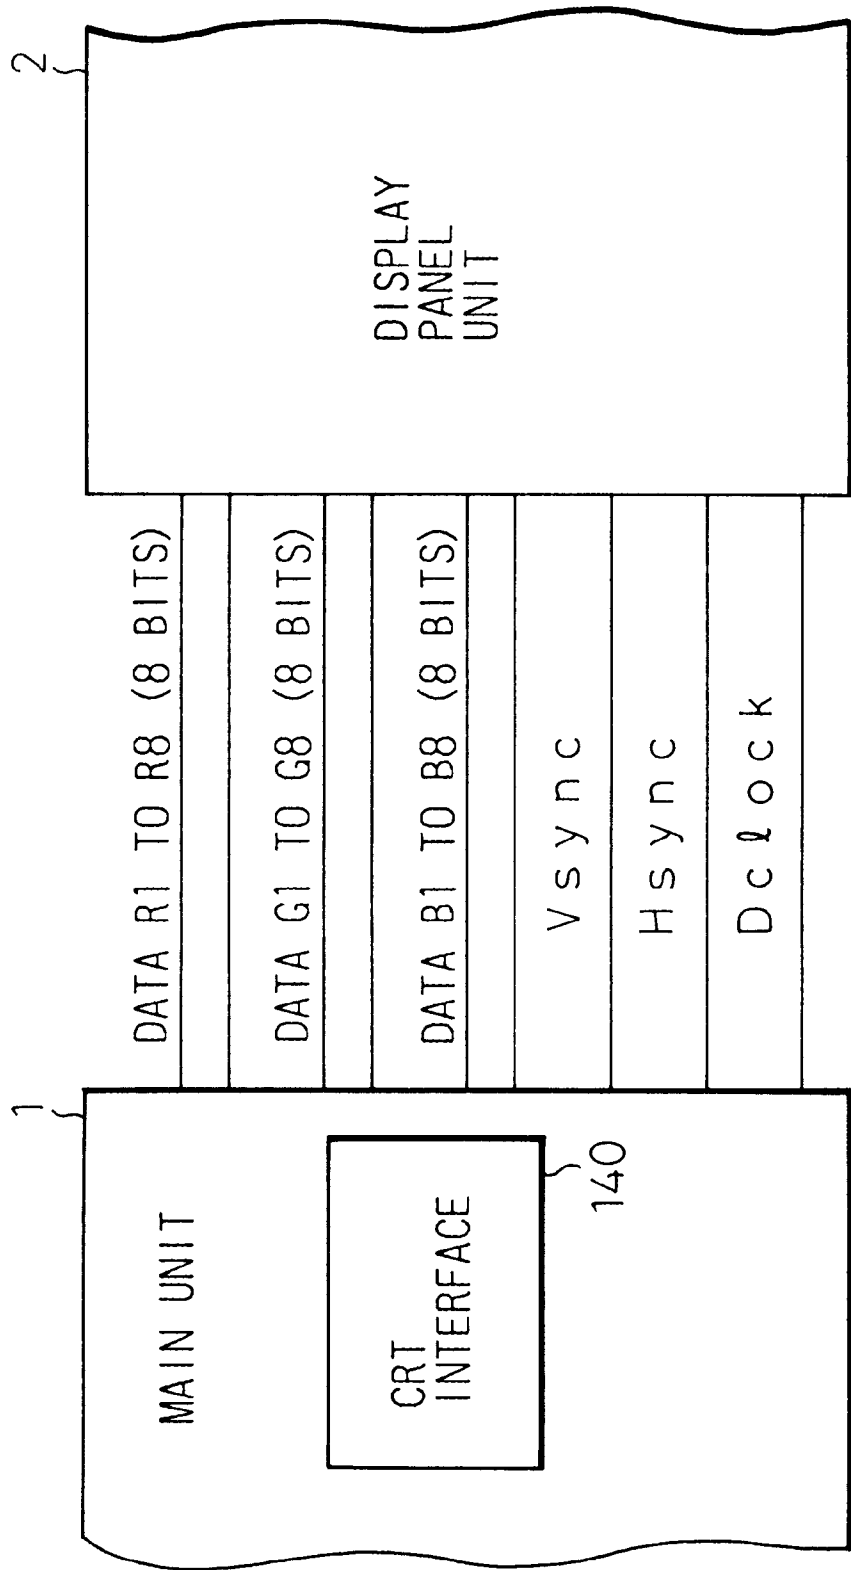 1
MAIN UNIT
CRT
INTERFACE
140
DATA R1 TO R8 (8 BITS)
DATA G1 TO G8 (8 BITS)
DATA B1 TO B8 (8 BITS)
Vsync
Hsync
Dclock
2
DISPLAY
PANEL
UNIT